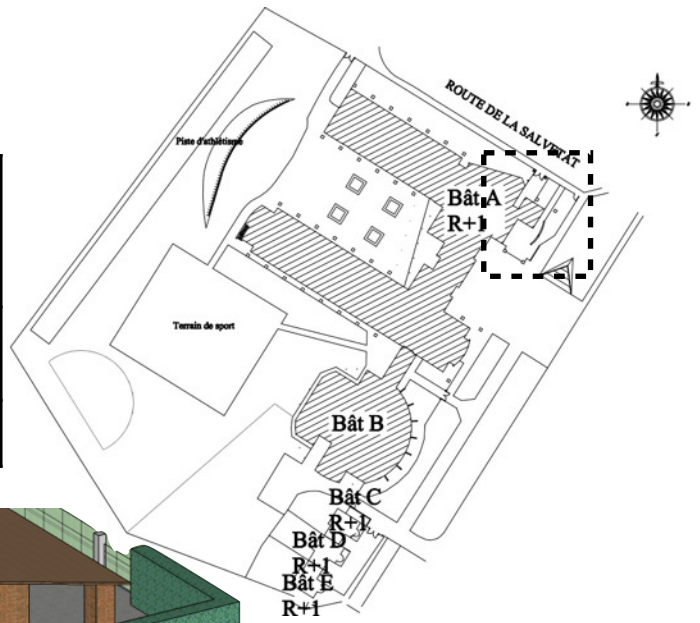 ROUTE DE LA SALVETAT
Piste d'athlétisme
Bât A
R+1
Terrain de sport
Bât B
Bât C
R+1
Bât D
R+1
Bât E
R+1